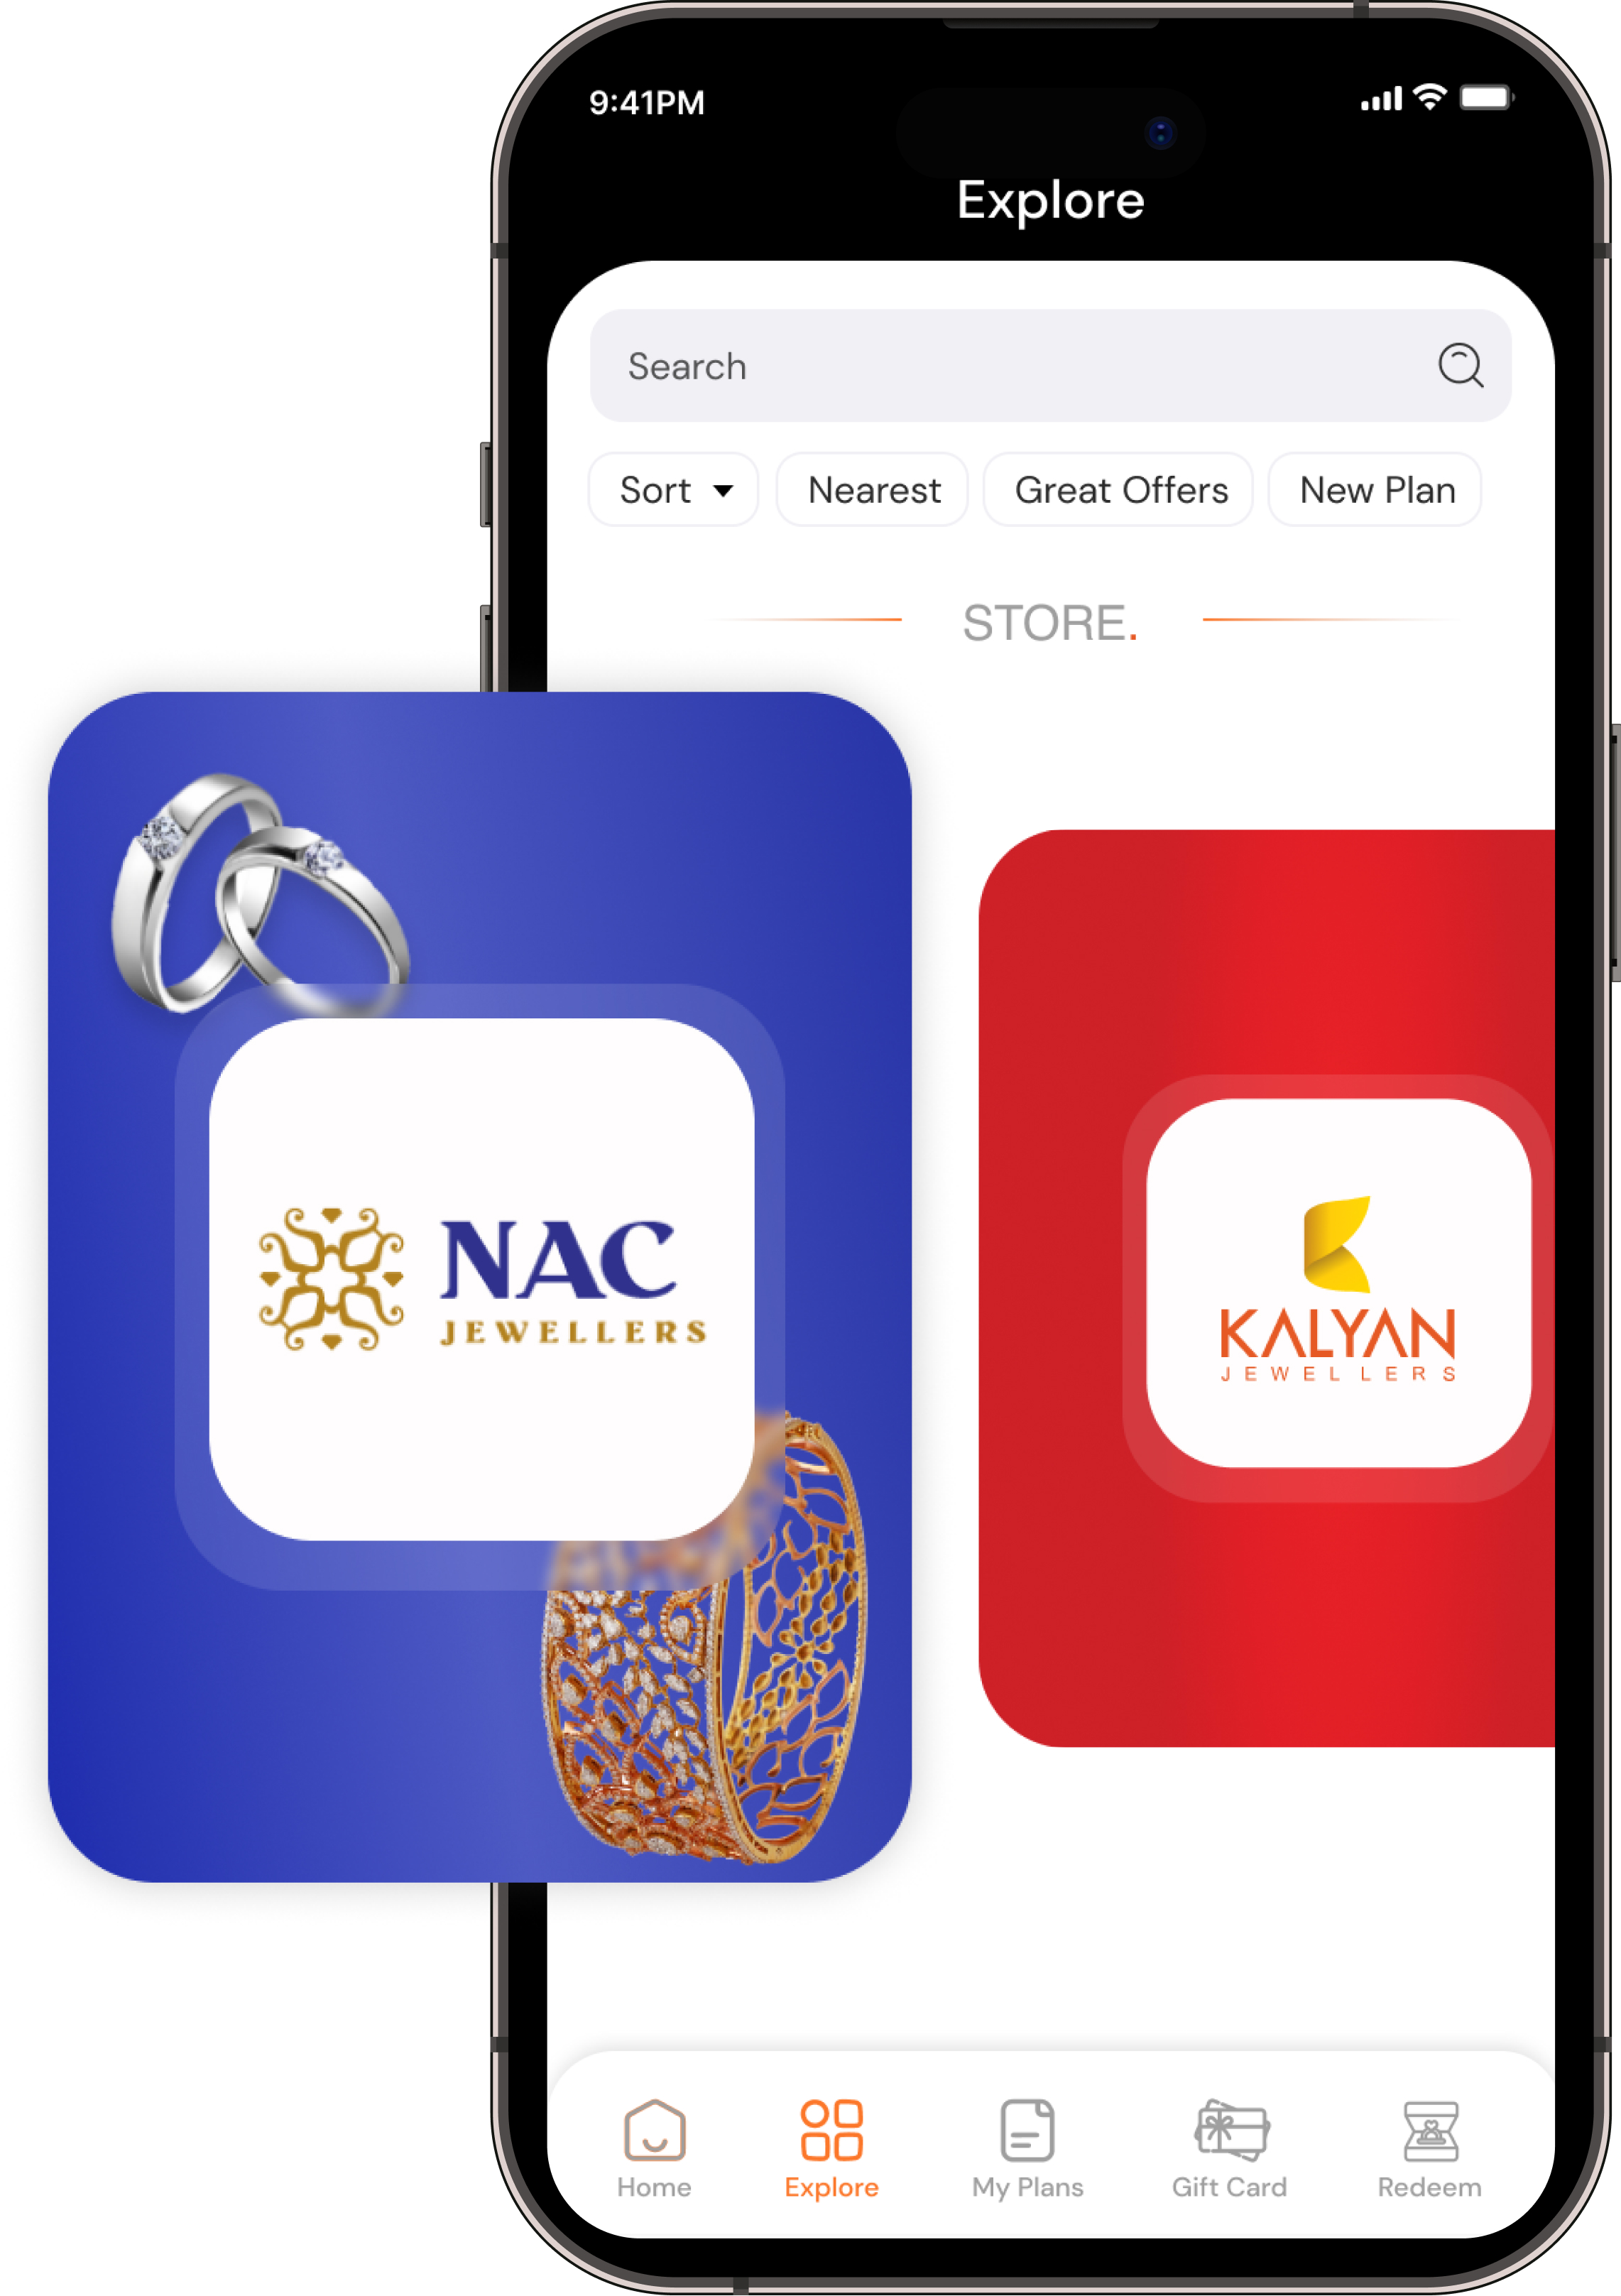 9:41PM
Explore
Search
Sort Nearest Great Offers New Plan
STORE.
NAC
JEWELLERS
KALYAN
JEWELLERS
Home Explore My Plans Gift Card Redeem